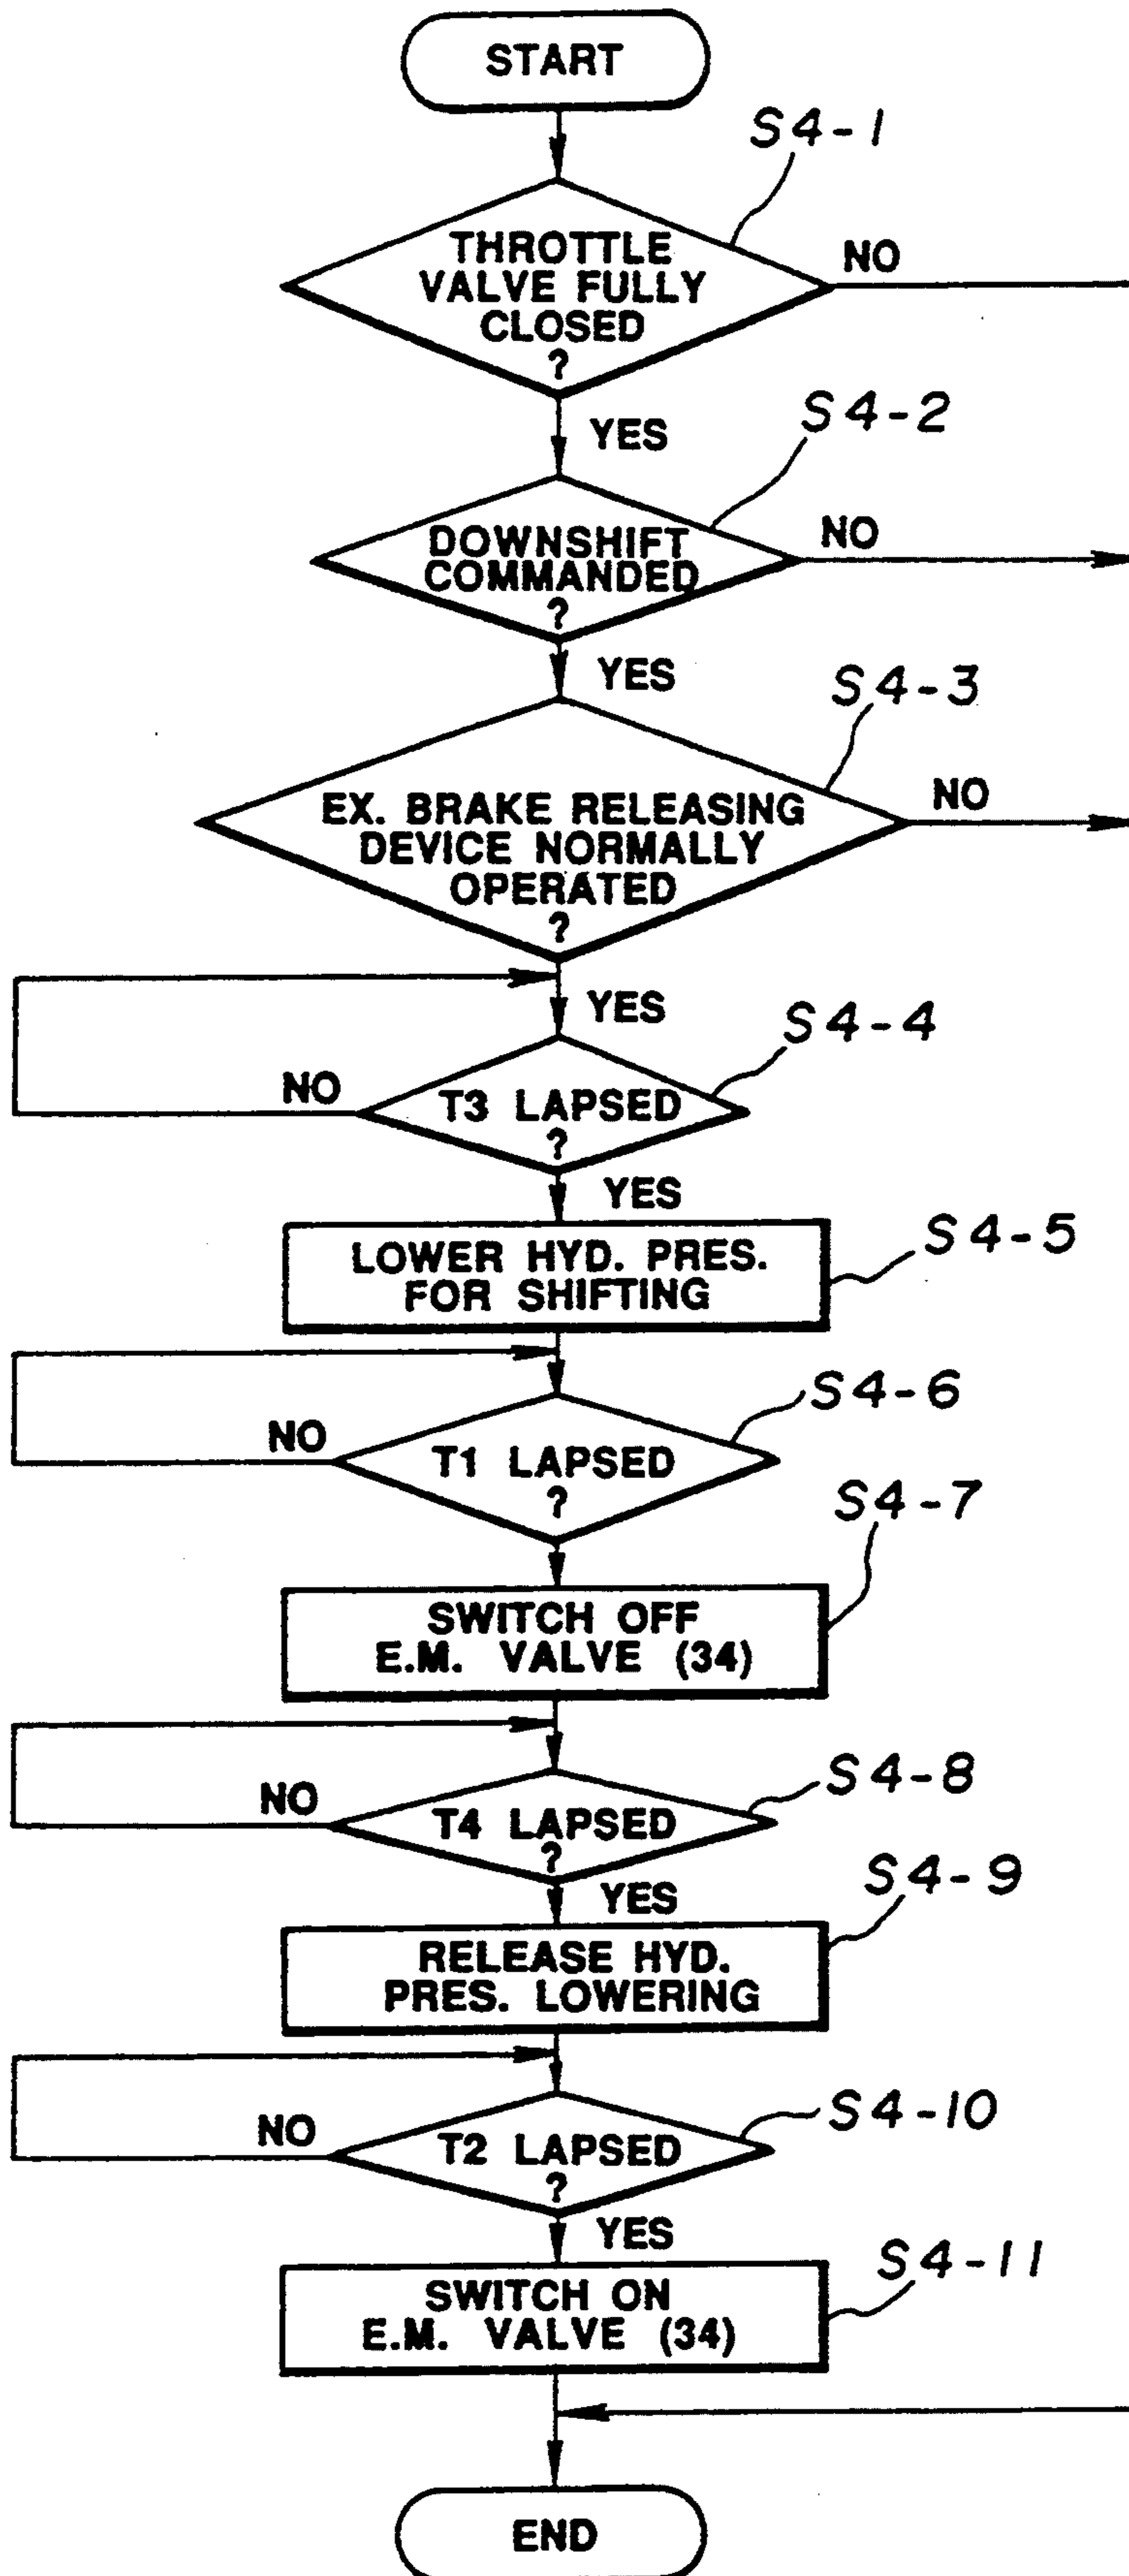 START
S4-1
THROTTLE
VALVE FULLY
CLOSED
?
NO
YES
S4-2
DOWNSHIFT
COMMANDED
?
NO
YES
S4-3
EX. BRAKE RELEASING
DEVICE NORMALLY
OPERATED
?
NO
YES
S4-4
T3 LAPSED
?
NO
YES
S4-5
LOWER HYD. PRES.
FOR SHIFTING
S4-6
T1 LAPSED
?
NO
S4-7
SWITCH OFF
E.M. VALVE (34)
S4-8
T4 LAPSED
?
NO
YES
S4-9
RELEASE HYD.
PRES. LOWERING
S4-10
T2 LAPSED
?
NO
YES
S4-11
SWITCH ON
E.M. VALVE (34)
END